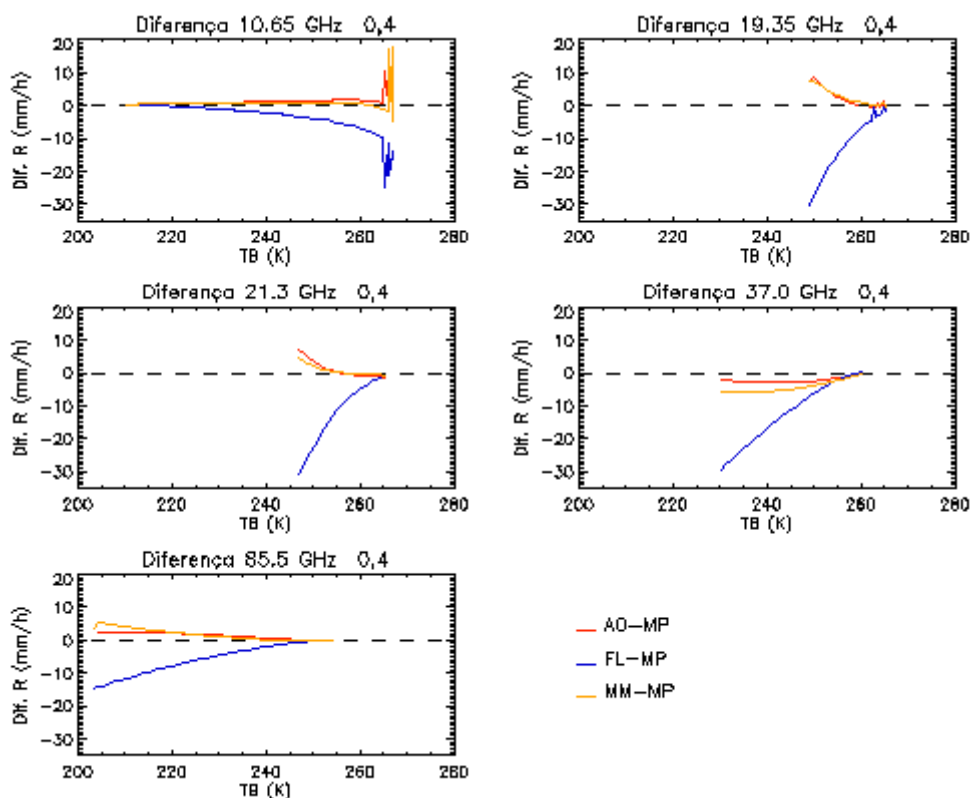 Diferença 10.65 GHz 0,4
20
10
0
-10
-20
-30
Dif. R (mm/h)
200 220 240 260 280
TB (K)
Diferença 19.35 GHz 0,4
20
10
0
-10
-20
-30
Dif. R (mm/h)
200 220 240 260 280
TB (K)
Diferença 21.3 GHz 0,4
20
10
0
-10
-20
-30
Dif. R (mm/h)
200 220 240 260 280
TB (K)
Diferença 37.0 GHz 0,4
20
10
0
-10
-20
-30
Dif. R (mm/h)
200 220 240 260 280
TB (K)
Diferença 85.5 GHz 0,4
20
10
0
-10
-20
-30
Dif. R (mm/h)
200 220 240 260 280
TB (K)
AO-MP
FL-MP
MM-MP